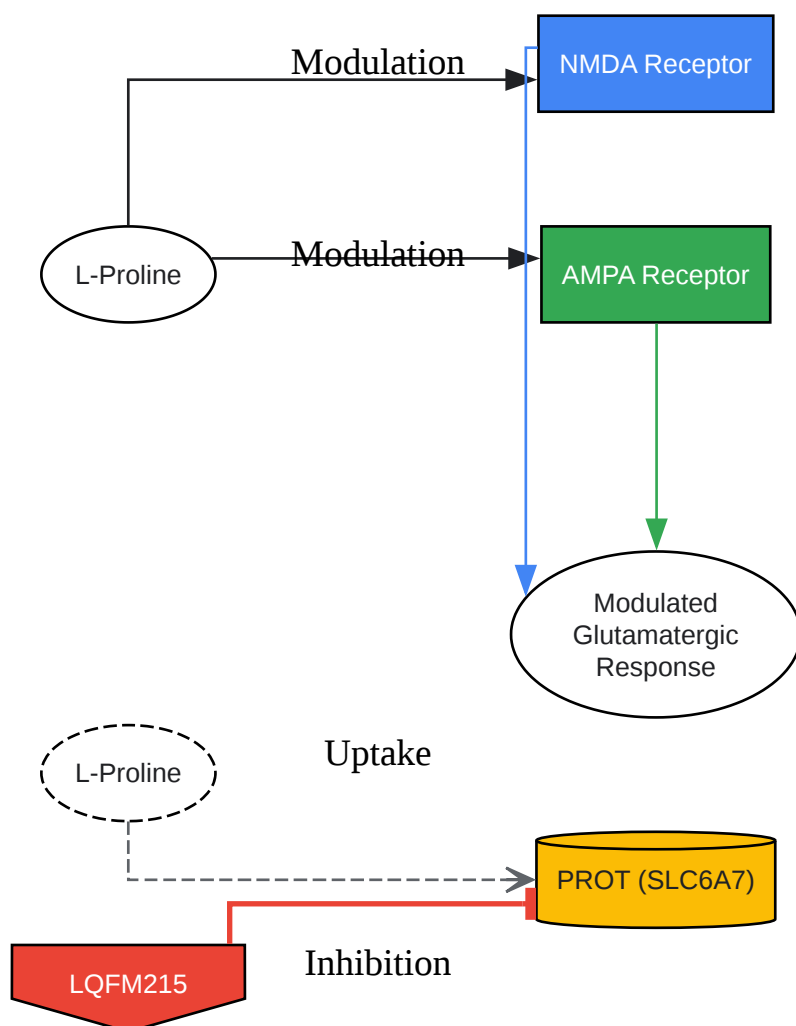 Modulation
NMDA Receptor
L-Proline
Modulation
AMPA Receptor
Modulated
Glutamatergic
Response
L-Proline
Uptake
PROT (SLC6A7)
Inhibition
LQFM215